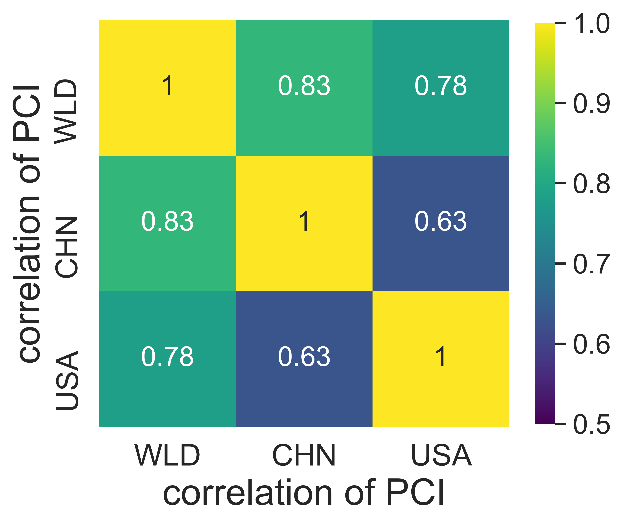 correlation of PCI
WLD
1
0.83
0.78
CHN
0.83
1
0.63
USA
0.78
0.63
1
WLD
CHN
USA
correlation of PCI
1.0
0.9
0.8
0.7
0.6
0.5